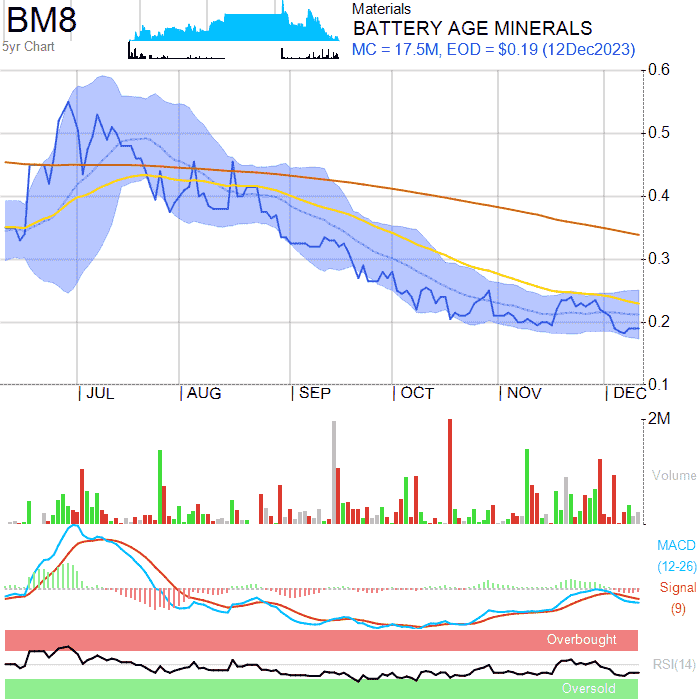 BM8
5yr Chart
Materials
BATTERY AGE MINERALS
MC = 17.5M, EOD = $0.19 (12Dec2023)
0.6
0.5
0.4
0.3
0.2
0.1
JUL AUG SEP OCT NOV DEC
2M
Volume
MACD
(12-26)
Signal
(9)
Overbought
RSI(14)
Oversold